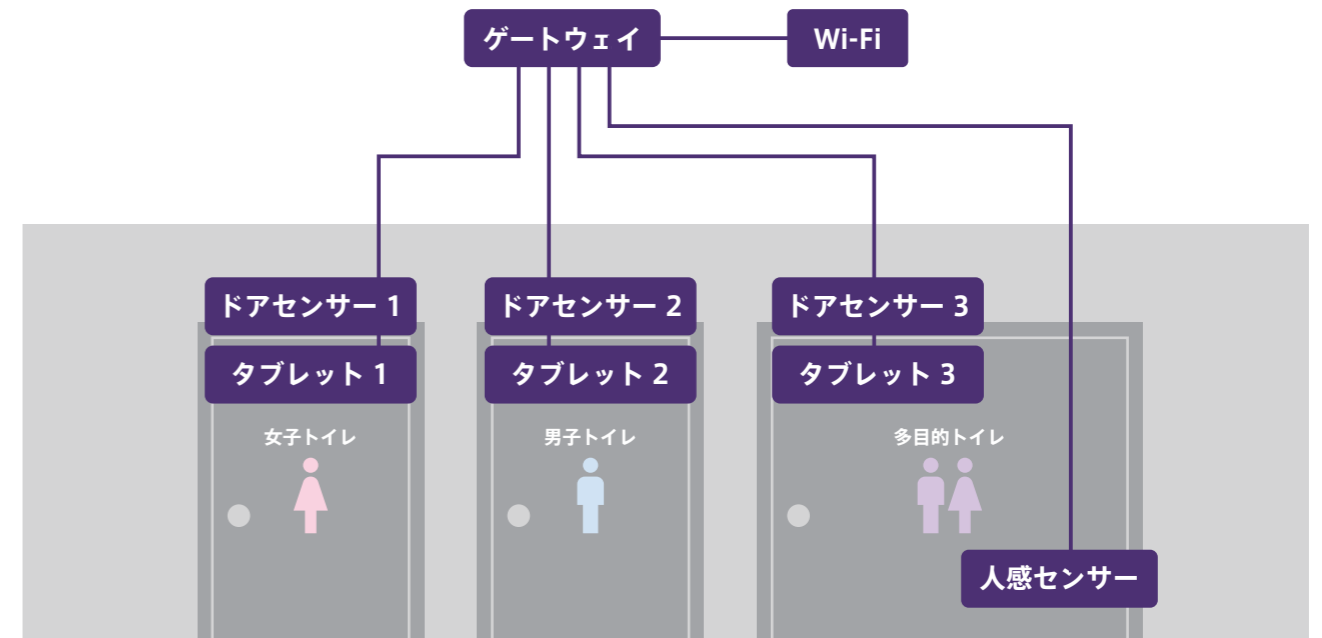 ゲートウェイ
Wi-Fi
ドアセンサー 1
ドアセンサー 2
ドアセンサー 3
タブレット 1
タブレット 2
タブレット 3
女子トイレ
男子トイレ
多目的トイレ
人感センサー